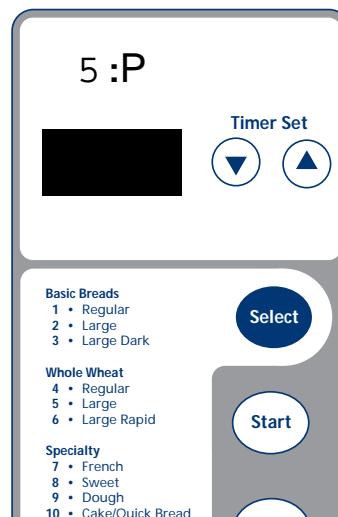 5 :P
Timer Set
Basic Breads
1 • Regular
2 • Large
3 • Large Dark
Select
Whole Wheat
4 • Regular
5 • Large
6 • Large Rapid
Start
Specialty
7 • French
8 • Sweet
9 • Dough
10 • Cake/Quick Bread